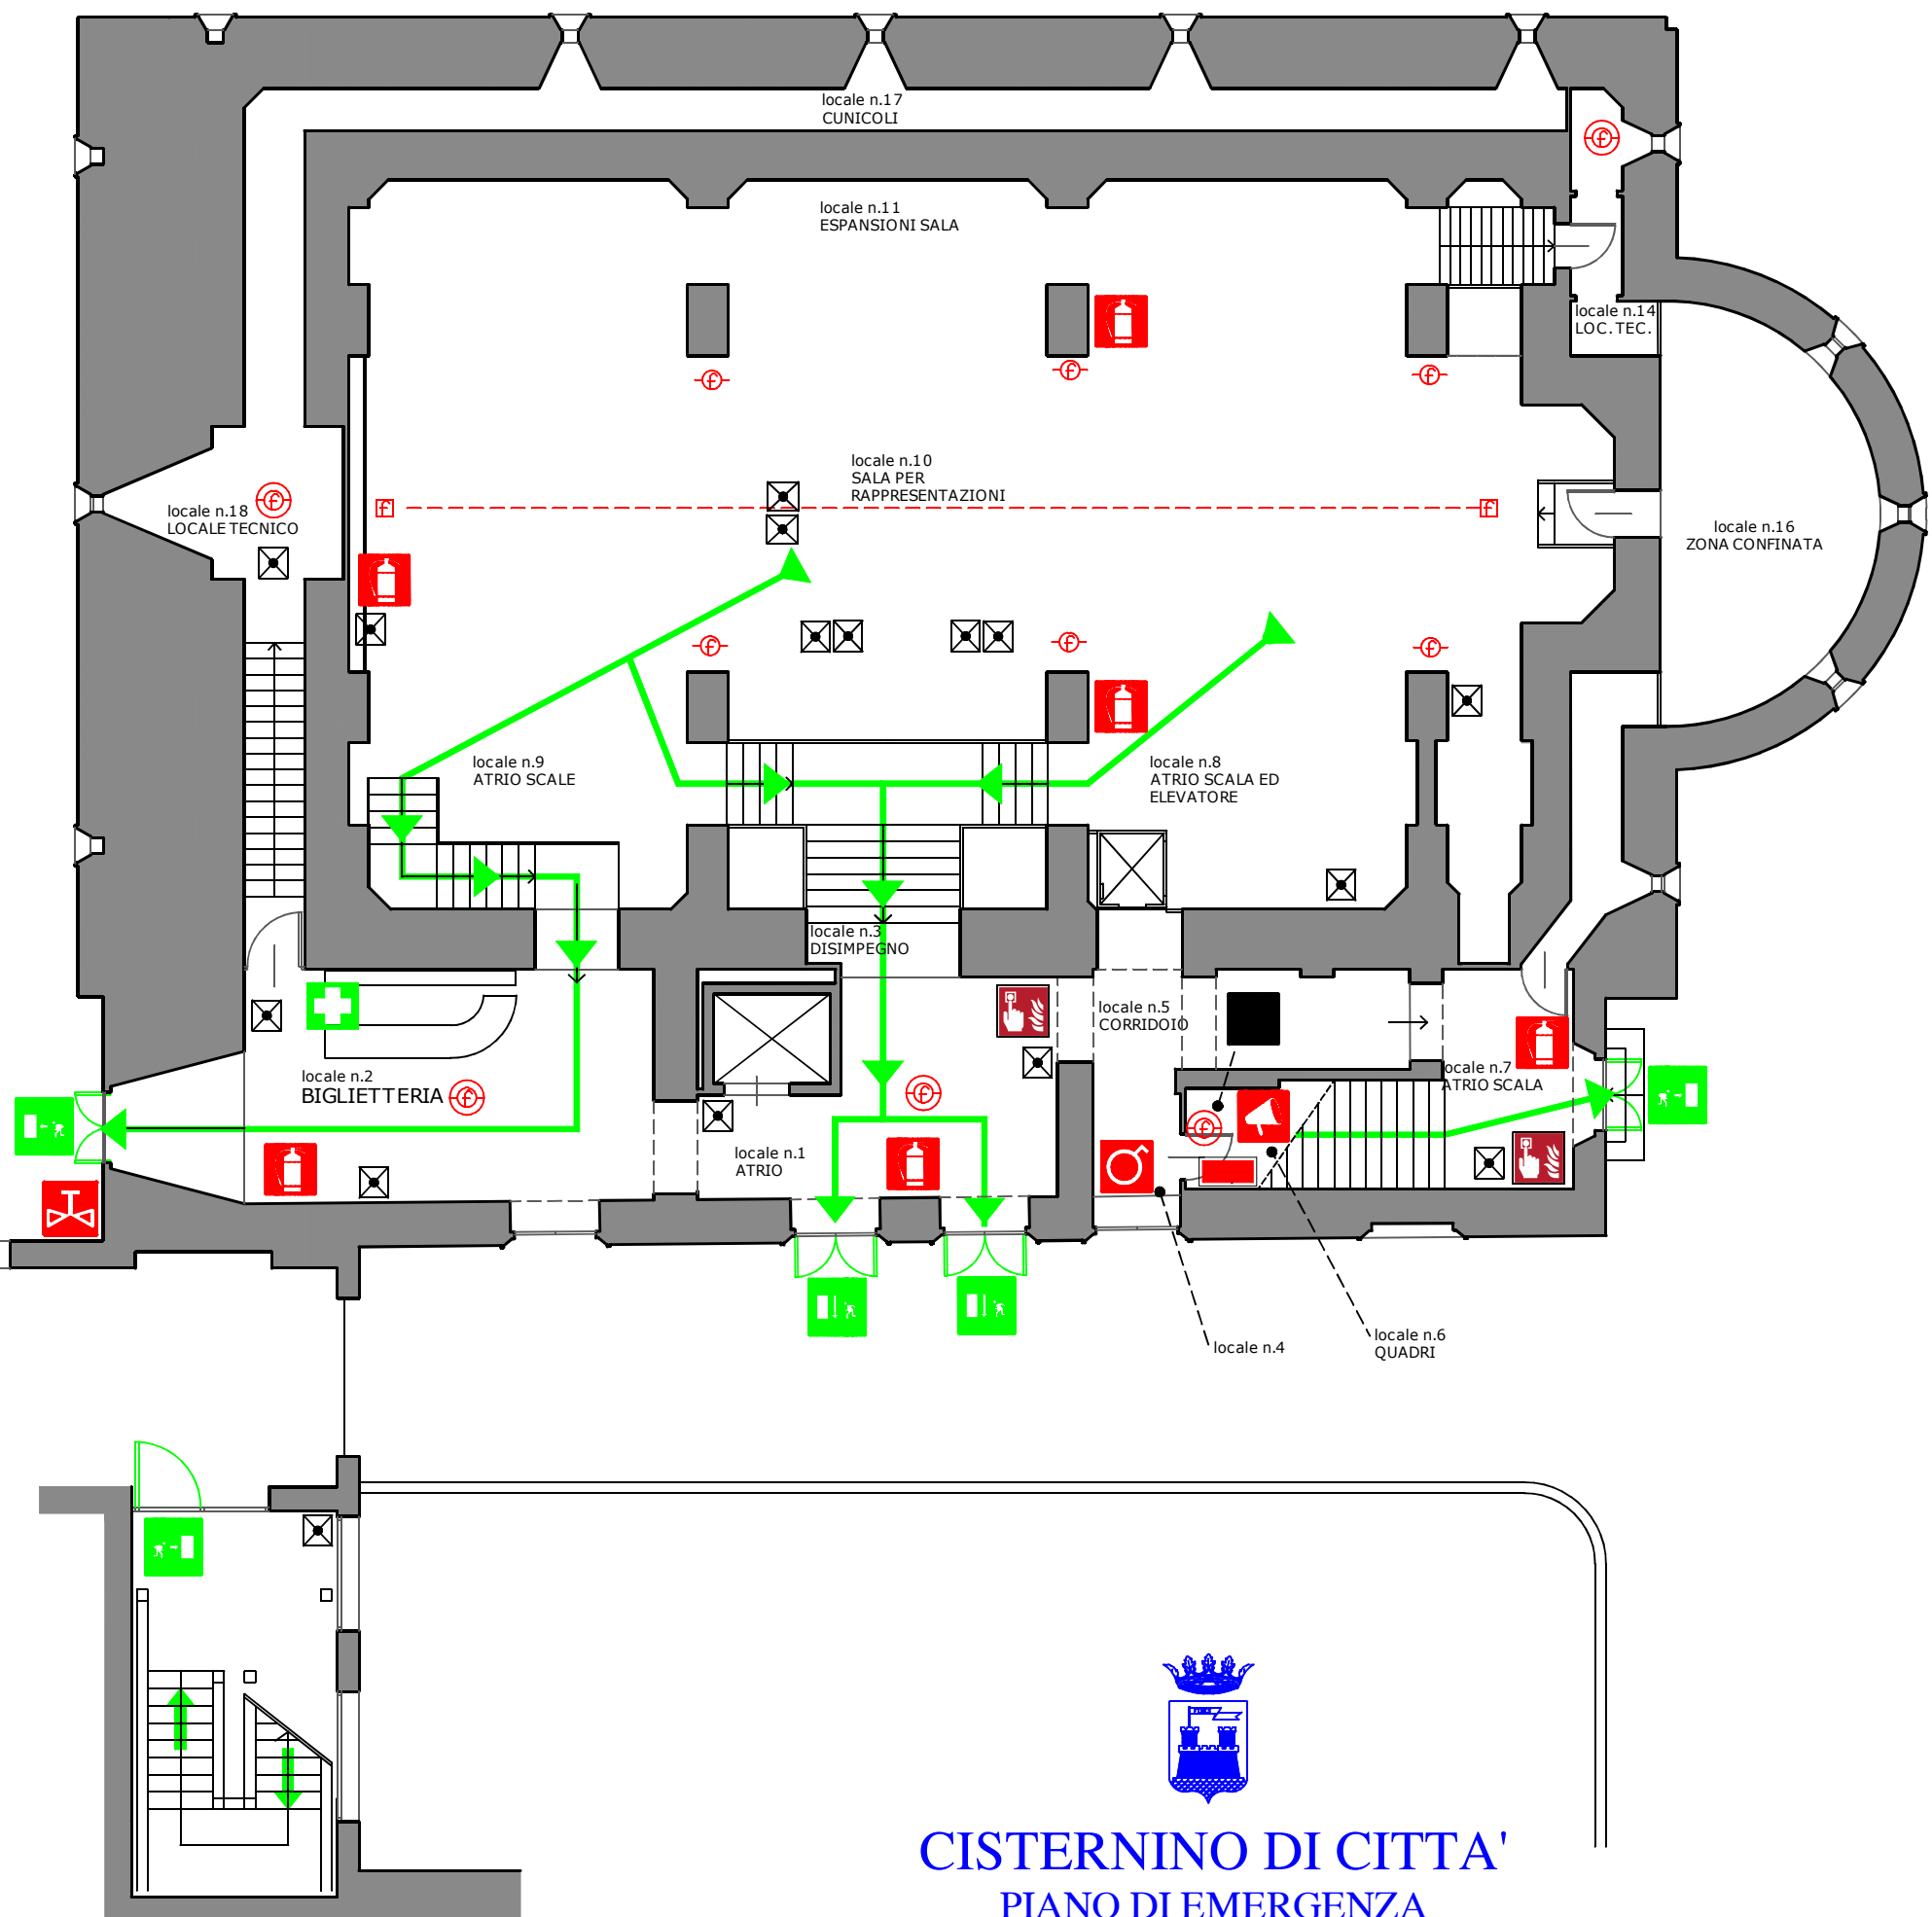 locale n.17
CUNICOLI
locale n.11
ESPANSIONI SALA
locale n.14
LOC. TEC.
locale n.10
SALA PER
RAPPRESENTAZIONI
locale n.18
LOCALE TECNICO
locale n.16
ZONA CONFINATA
locale n.9
ATRIO SCALE
locale n.8
ATRIO SCALA ED
ELEVATORE
locale n.3
DISIMPEGNO
locale n.5
CORRIDOIO
locale n.2
BIGLIETTERIA
locale n.7
ATRIO SCALA
locale n.1
ATRIO
locale n.4
locale n.6
QUADRI
f
f
f
f
f
f
f
f
f
f
f
f
f
CISTERNINO DI CITTA'
PIANO DI EMERGENZA